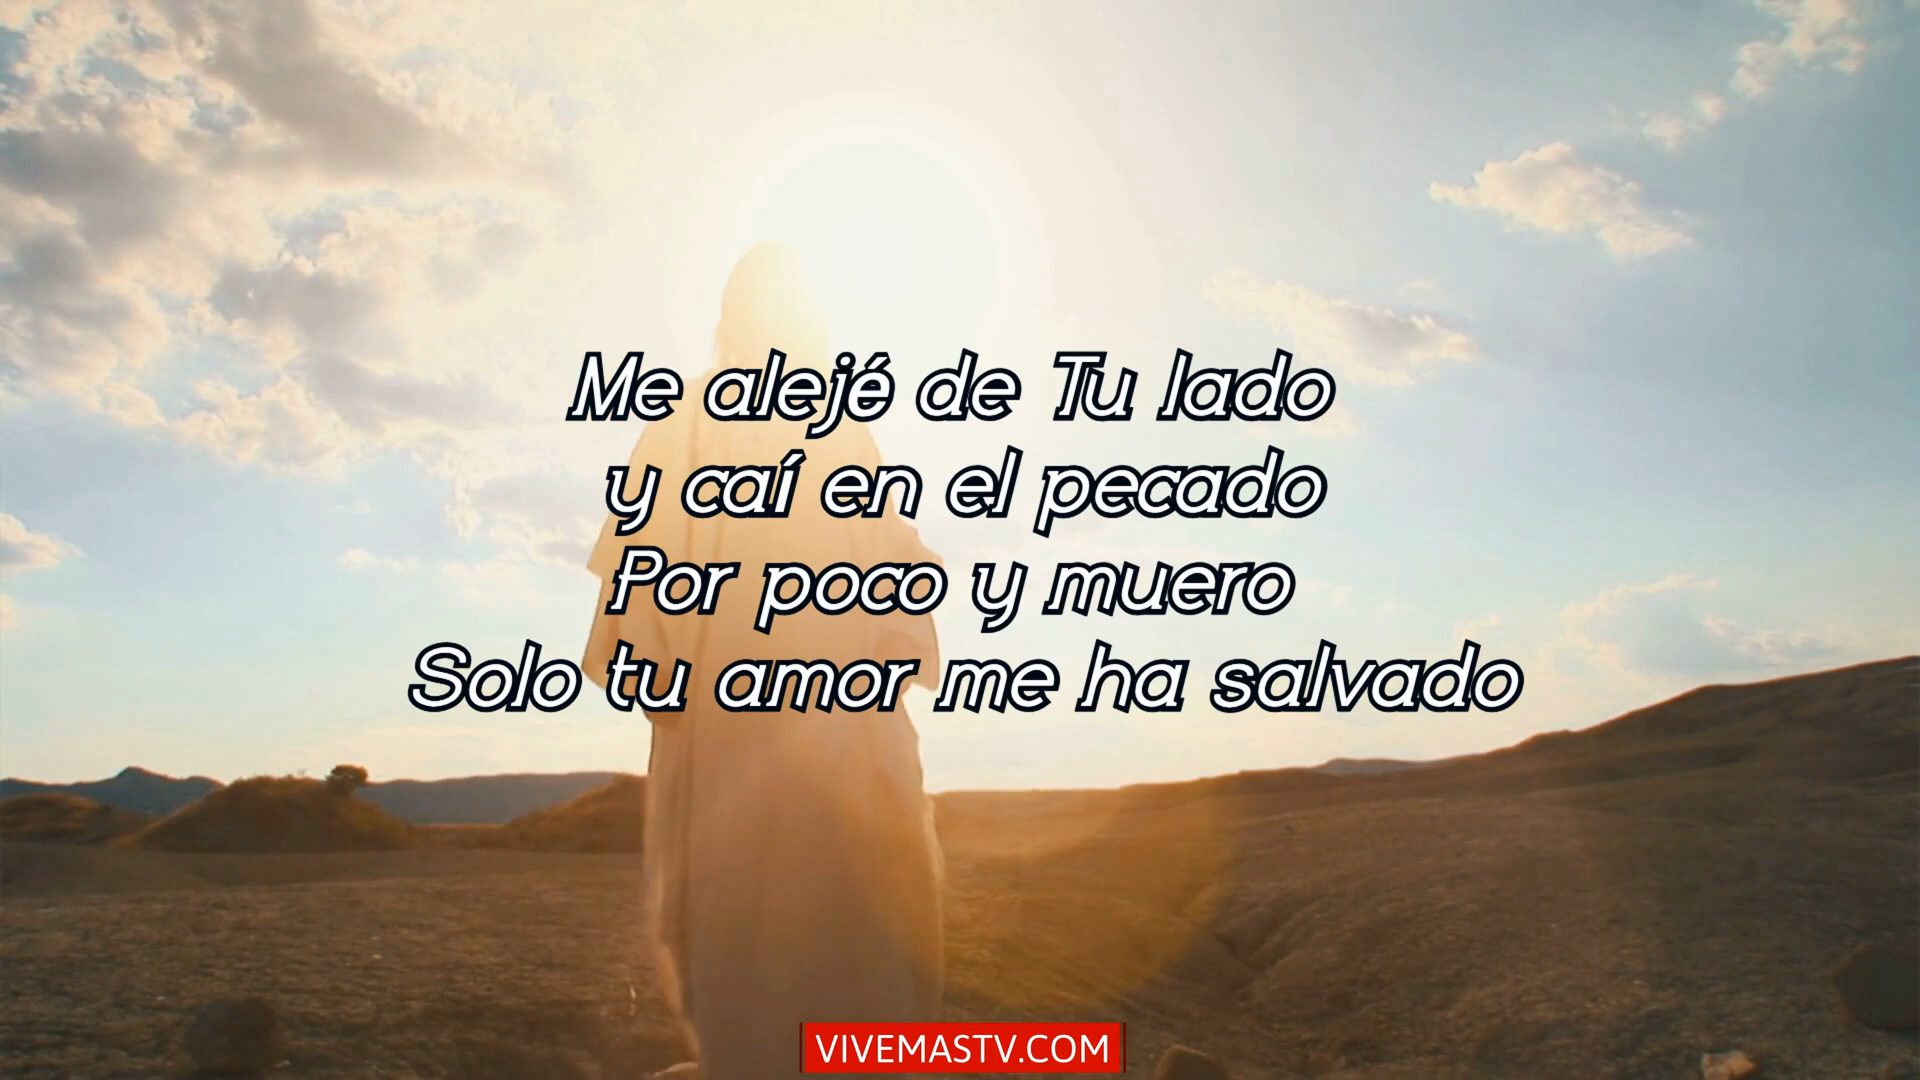 Me alejé de Tu lado
y caí en el pecado
Por poco y muero
Solo tu amor me ha salvado
VIVEMASTV.COM